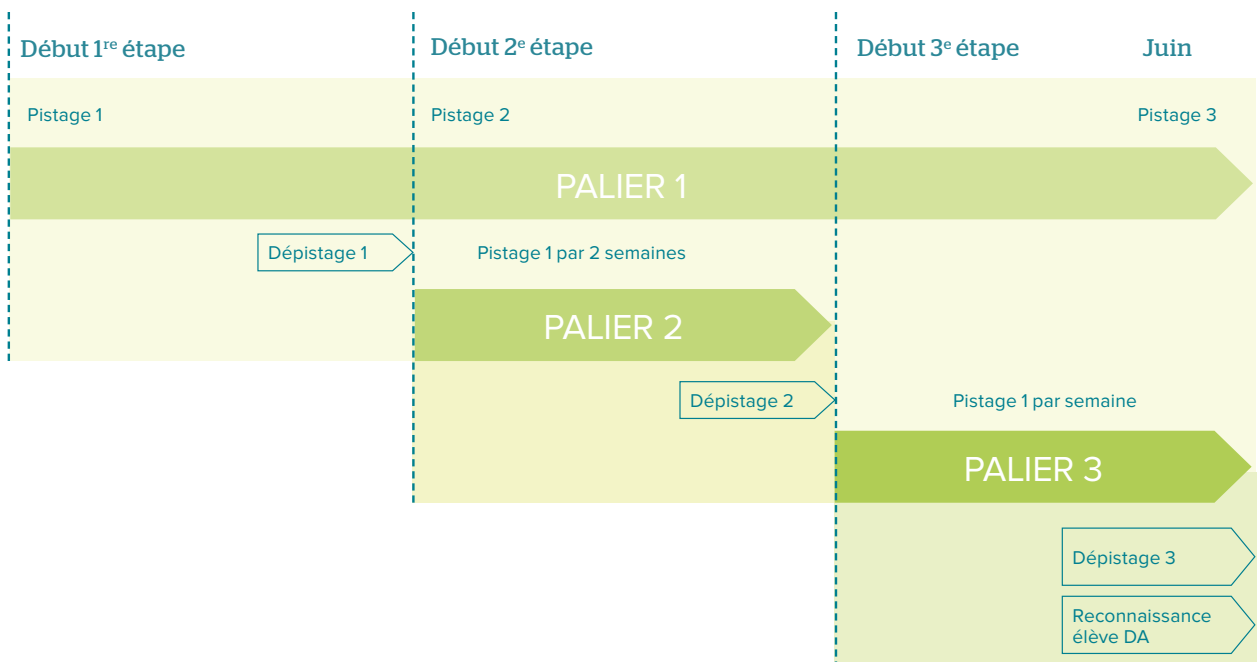 Début 1re étape
Début 2e étape
Début 3e étape
Juin
Pistage 1
Pistage 2
Pistage 3
PALIER 1
Dépistage 1
Pistage 1 par 2 semaines
PALIER 2
Dépistage 2
Pistage 1 par semaine
PALIER 3
Dépistage 3
Reconnaissance
élève DA